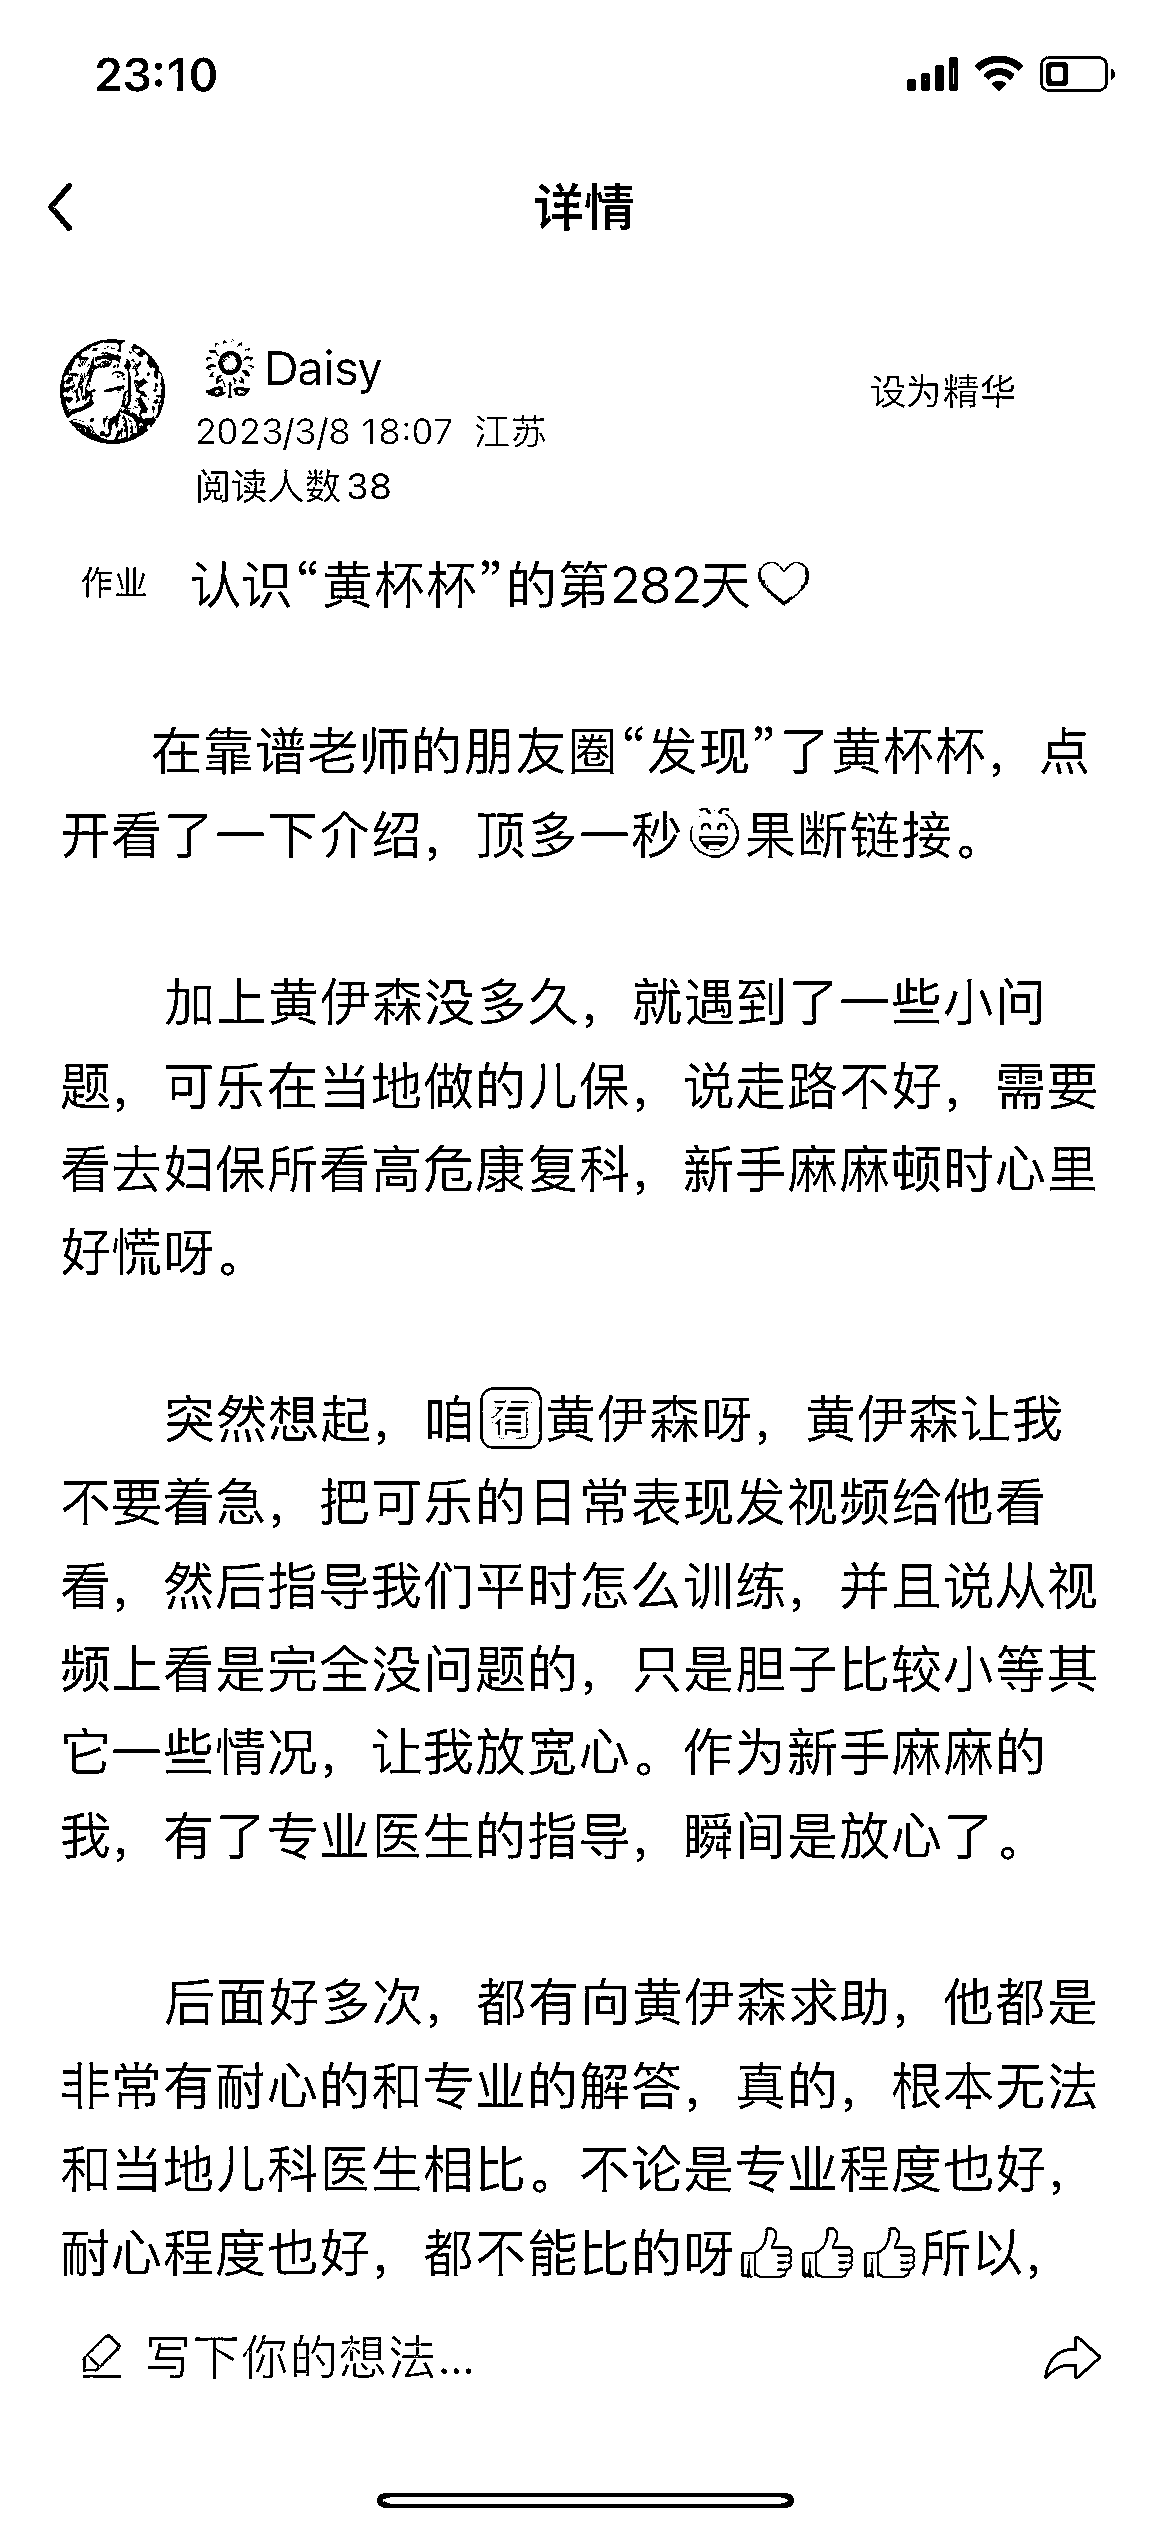 23:10
详情
🌻Daisy
设为精华
2023/3/8 18:07 江苏
阅读人数38
作业 认识“黄杯杯”的第282天♡
在靠谱老师的朋友圈“发现”了黄杯杯，点
开看了一下介绍，顶多一秒😄果断链接。
加上黄伊森没多久，就遇到了一些小问
题，可乐在当地做的儿保，说走路不好，需要
看去妇保所看高危康复科，新手麻麻顿时心里
好慌呀。
突然想起，咱🈶黄伊森呀，黄伊森让我
不要着急，把可乐的日常表现发视频给他看
看，然后指导我们平时怎么训练，并且说从视
频上看是完全没问题的，只是胆子比较小等其
它一些情况，让我放宽心。作为新手麻麻的
我，有了专业医生的指导，瞬间是放心了。
后面好多次，都有向黄伊森求助，他都是
非常有耐心的和专业的解答，真的，根本无法
和当地儿科医生相比。不论是专业程度也好，
耐心程度也好，都不能比的呀👍👍👍所以，
写下你的想法...